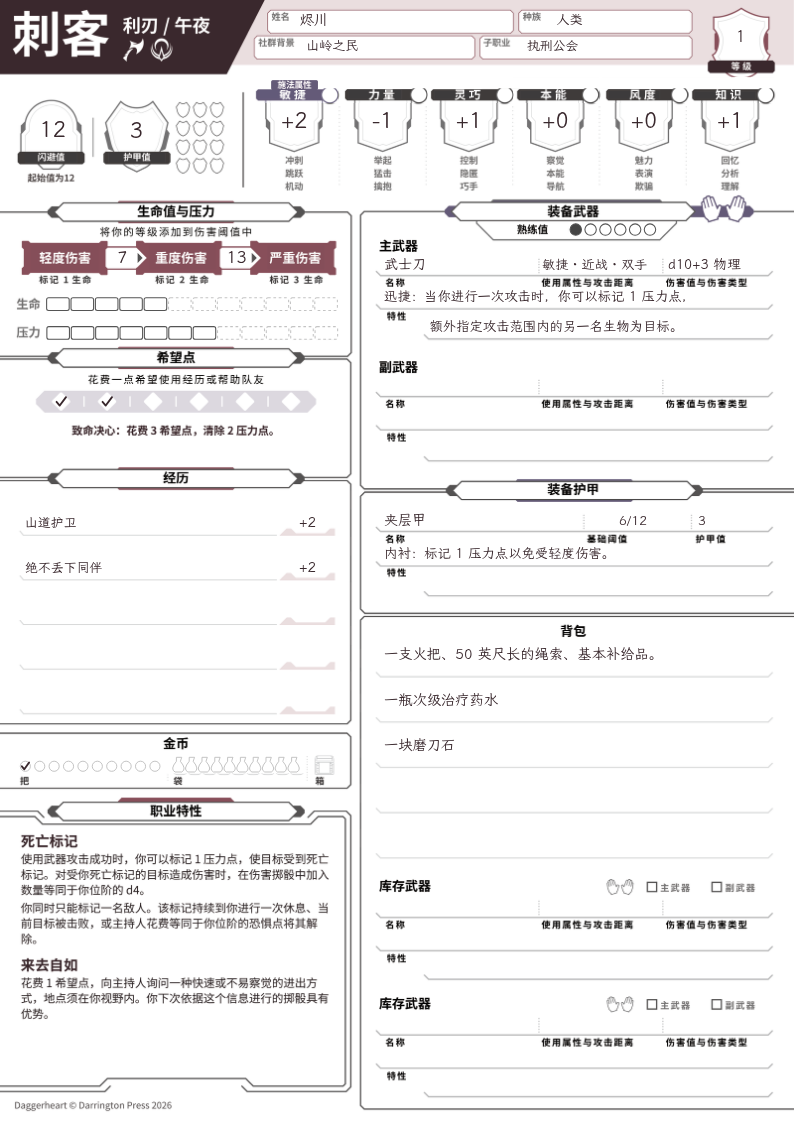 刺客
利刃 / 午夜
姓名 烬川
种族 人类
社群背景 山岭之民
子职业 执刑公会
1
等级
12
闪避值
起始值为12
3
护甲值
施法属性
敏捷
+2
冲刺
跳跃
机动
力量
-1
举起
猛击
擒抱
灵巧
+1
控制
隐匿
巧手
本能
+0
察觉
本能
导航
风度
+0
魅力
表演
欺骗
知识
+1
回忆
分析
理解
生命值与压力
将你的等级添加到伤害阈值中
轻度伤害 7 重度伤害 13 严重伤害
标记 1 生命 标记 2 生命 标记 3 生命
生命
压力
希望点
花费一点希望使用经历或帮助队友
致命决心：花费 3 希望点，清除 2 压力点。
经历
山道护卫 +2
绝不丢下同伴 +2
金币
把 袋 箱
职业特性
死亡标记
使用武器攻击成功时，你可以标记 1 压力点，使目标受到死亡
标记。对受你死亡标记的目标造成伤害时，在伤害掷骰中加入
数量等同于你位阶的 d4。
你同时只能标记一名敌人。该标记持续到你进行一次休息、当
前目标被击败，或主持人花费等同于你位阶的恐惧点将其解
除。
来去自如
花费 1 希望点，向主持人询问一种快速或不易察觉的进出方
式，地点须在你视野内。你下次依据这个信息进行的掷骰具有
优势。
Daggerheart © Darrington Press 2026
装备武器
熟练值
主武器
武士刀 敏捷・近战・双手 d10+3 物理
名称 使用属性与攻击距离 伤害值与伤害类型
迅捷：当你进行一次攻击时，你可以标记 1 压力点，
特性
额外指定攻击范围内的另一名生物为目标。
副武器
名称 使用属性与攻击距离 伤害值与伤害类型
特性
装备护甲
夹层甲 6/12 3
名称 基础阈值 护甲值
内衬：标记 1 压力点以免受轻度伤害。
特性
背包
一支火把、50 英尺长的绳索、基本补给品。
一瓶次级治疗药水
一块磨刀石
库存武器 主武器 副武器
名称 使用属性与攻击距离 伤害值与伤害类型
特性
库存武器 主武器 副武器
名称 使用属性与攻击距离 伤害值与伤害类型
特性